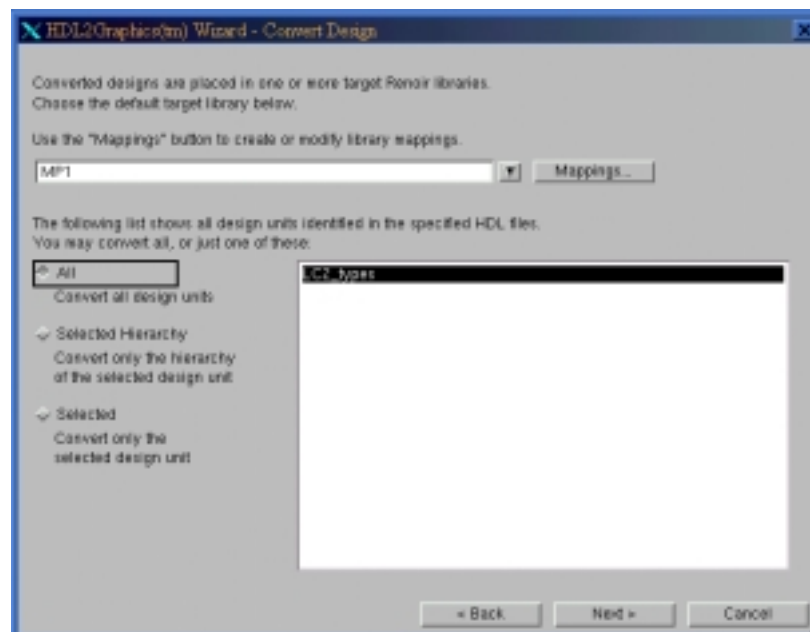 HDL2Graphics(tm) Wizard - Convert Design
Converted designs are placed in one or more target Renoir libraries.
Choose the default target library below.
Use the "Mappings" button to create or modify library mappings.
MP1
Mappings...
The following list shows all design units identified in the specified HDL files.
You may convert all, or just one of these:
All
Convert all design units
Selected Hierarchy
Convert only the hierarchy
of the selected design unit
Selected
Convert only the
selected design unit
LC2_types
« Back
Next »
Cancel